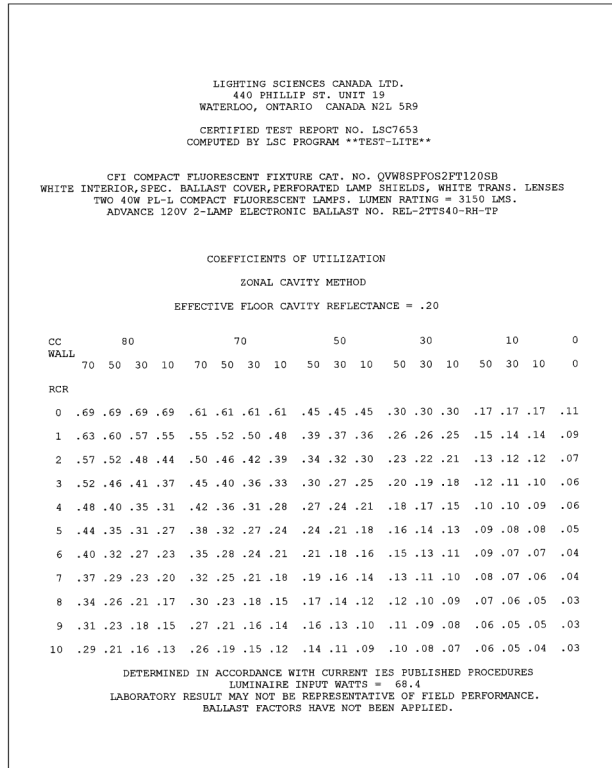 LIGHTING SCIENCES CANADA LTD.
440 PHILLIP ST. UNIT 19
WATERLOO, ONTARIO CANADA N2L 5R9
CERTIFIED TEST REPORT NO. LSC7653
COMPUTED BY LSC PROGRAM **TEST-LITE**
CFI COMPACT FLUORESCENT FIXTURE CAT. NO. QVW8SPFOS2FT120SB
WHITE INTERIOR,SPEC. BALLAST COVER,PERFORATED LAMP SHIELDS, WHITE TRANS. LENSES
TWO 40W PL-L COMPACT FLUORESCENT LAMPS. LUMEN RATING = 3150 LMS.
ADVANCE 120V 2-LAMP ELECTRONIC BALLAST NO. REL-2TTS40-RH-TP
COEFFICIENTS OF UTILIZATION
ZONAL CAVITY METHOD
EFFECTIVE FLOOR CAVITY REFLECTANCE = .20
CC 80 70 50 30 10 0
WALL
70 50 30 10 70 50 30 10 50 30 10 50 30 10 50 30 10 0
RCR
0 .69 .69 .69 .69 .61 .61 .61 .61 .45 .45 .45 .30 .30 .30 .17 .17 .17 .11
1 .63 .60 .57 .55 .55 .52 .50 .48 .39 .37 .36 .26 .26 .25 .15 .14 .14 .09
2 .57 .52 .48 .44 .50 .46 .42 .39 .34 .32 .30 .23 .22 .21 .13 .12 .12 .07
3 .52 .46 .41 .37 .45 .40 .36 .33 .30 .27 .25 .20 .19 .18 .12 .11 .10 .06
4 .48 .40 .35 .31 .42 .36 .31 .28 .27 .24 .21 .18 .17 .15 .10 .10 .09 .06
5 .44 .35 .31 .27 .38 .32 .27 .24 .24 .21 .18 .16 .14 .13 .09 .08 .08 .05
6 .40 .32 .27 .23 .35 .28 .24 .21 .21 .18 .16 .15 .13 .11 .09 .07 .07 .04
7 .37 .29 .23 .20 .32 .25 .21 .18 .19 .16 .14 .13 .11 .10 .08 .07 .06 .04
8 .34 .26 .21 .17 .30 .23 .18 .15 .17 .14 .12 .12 .10 .09 .07 .06 .05 .03
9 .31 .23 .18 .15 .27 .21 .16 .14 .16 .13 .10 .11 .09 .08 .06 .05 .05 .03
10 .29 .21 .16 .13 .26 .19 .15 .12 .14 .11 .09 .10 .08 .07 .06 .05 .04 .03
DETERMINED IN ACCORDANCE WITH CURRENT IES PUBLISHED PROCEDURES
LUMINAIRE INPUT WATTS = 68.4
LABORATORY RESULT MAY NOT BE REPRESENTATIVE OF FIELD PERFORMANCE.
BALLAST FACTORS HAVE NOT BEEN APPLIED.